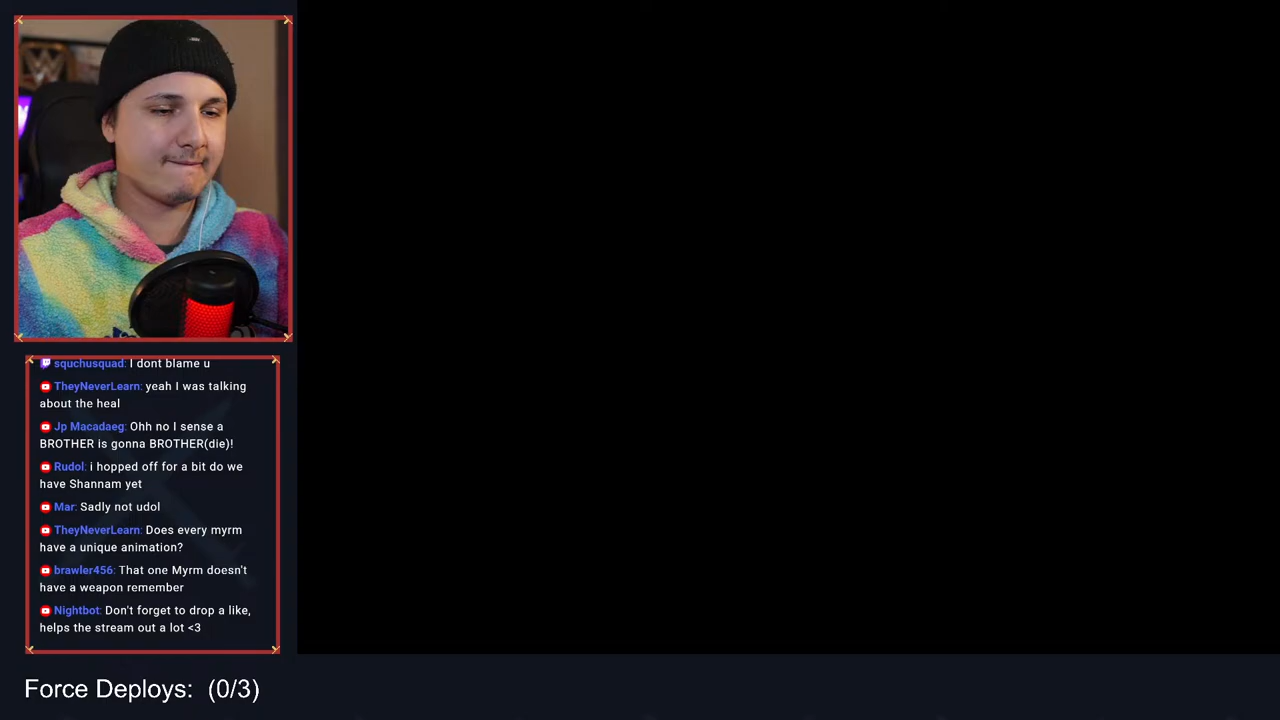 squchusquad: I dont blame u
TheyNeverLearn: yeah I was talking
about the heal
Jp Macadaeg: Ohh no I sense a
BROTHER is gonna BROTHER(die)!
Rudol: i hopped off for a bit do we
have Shannam yet
Mar: Sadly not udol
TheyNeverLearn: Does every myrm
have a unique animation?
brawler456: That one Myrm doesn't
have a weapon remember
Nightbot: Don't forget to drop a like,
helps the stream out a lot <3
Force Deploys: (0/3)